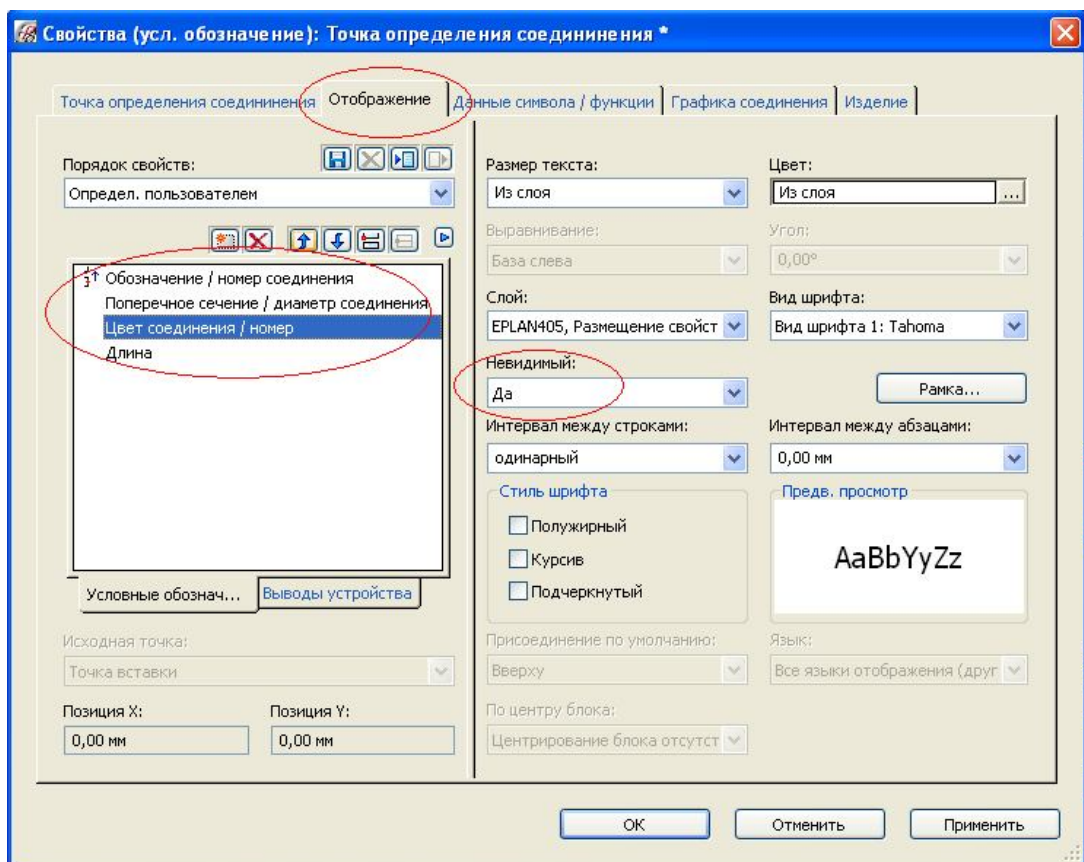 Свойства (усл. обозначение): Точка определения соедининения *
Точка определения соедининения
Отображение
Данные символа / функции
Графика соединения
Изделие
Порядок свойств:
Определ. пользователем
Обозначение / номер соединения
Поперечное сечение / диаметр соединения
Цвет соединения / номер
Длина
Условные обознач...
Выводы устройства
Исходная точка:
Точка вставки
Позиция X:
Позиция Y:
0,00 мм
0,00 мм
Размер текста:
Цвет:
Из слоя
Из слоя
...
Выравнивание:
Угол:
База слева
0,00°
Слой:
Вид шрифта:
EPLAN405, Размещение свойст
Вид шрифта 1: Tahoma
Невидимый:
Да
Рамка...
Интервал между строками:
Интервал между абзацами:
одинарный
0,00 мм
Стиль шрифта
Предв. просмотр
Полужирный
Курсив
Подчеркнутый
AaBbYyZz
Присоединение по умолчанию:
Язык:
Вверху
Все языки отображения (друг
По центру блока:
Центрирование блока отсутст
ОК
Отменить
Применить